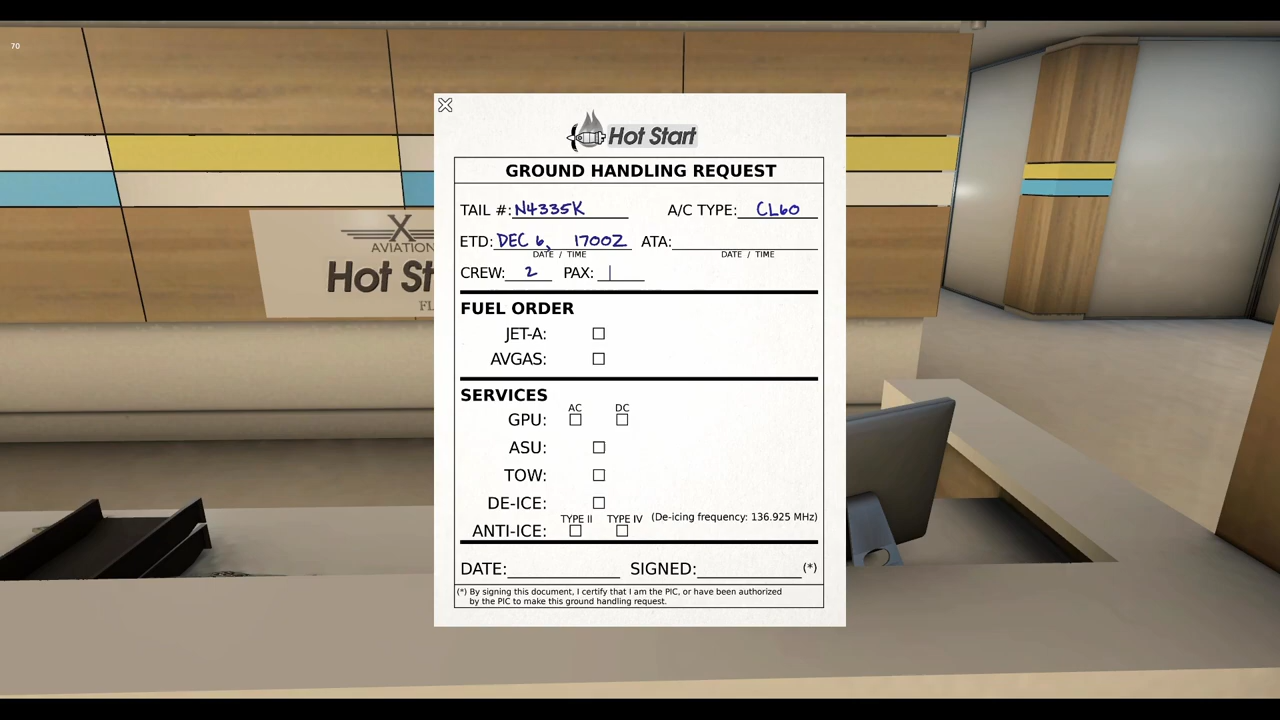 70
Hot Start
GROUND HANDLING REQUEST
TAIL #: N4335K A/C TYPE: CL60
ETD: DEC 6, 1700Z ATA:
DATE / TIME DATE / TIME
CREW: 2 PAX:
FUEL ORDER
JET-A:
AVGAS:
SERVICES
AC DC
GPU:
ASU:
TOW:
DE-ICE:
TYPE II TYPE IV (De-icing frequency: 136.925 MHz)
ANTI-ICE:
DATE: SIGNED: (*)
(*) By signing this document, I certify that I am the PIC, or have been authorized
by the PIC to make this ground handling request.
X
AVIATION
Hot St
FL